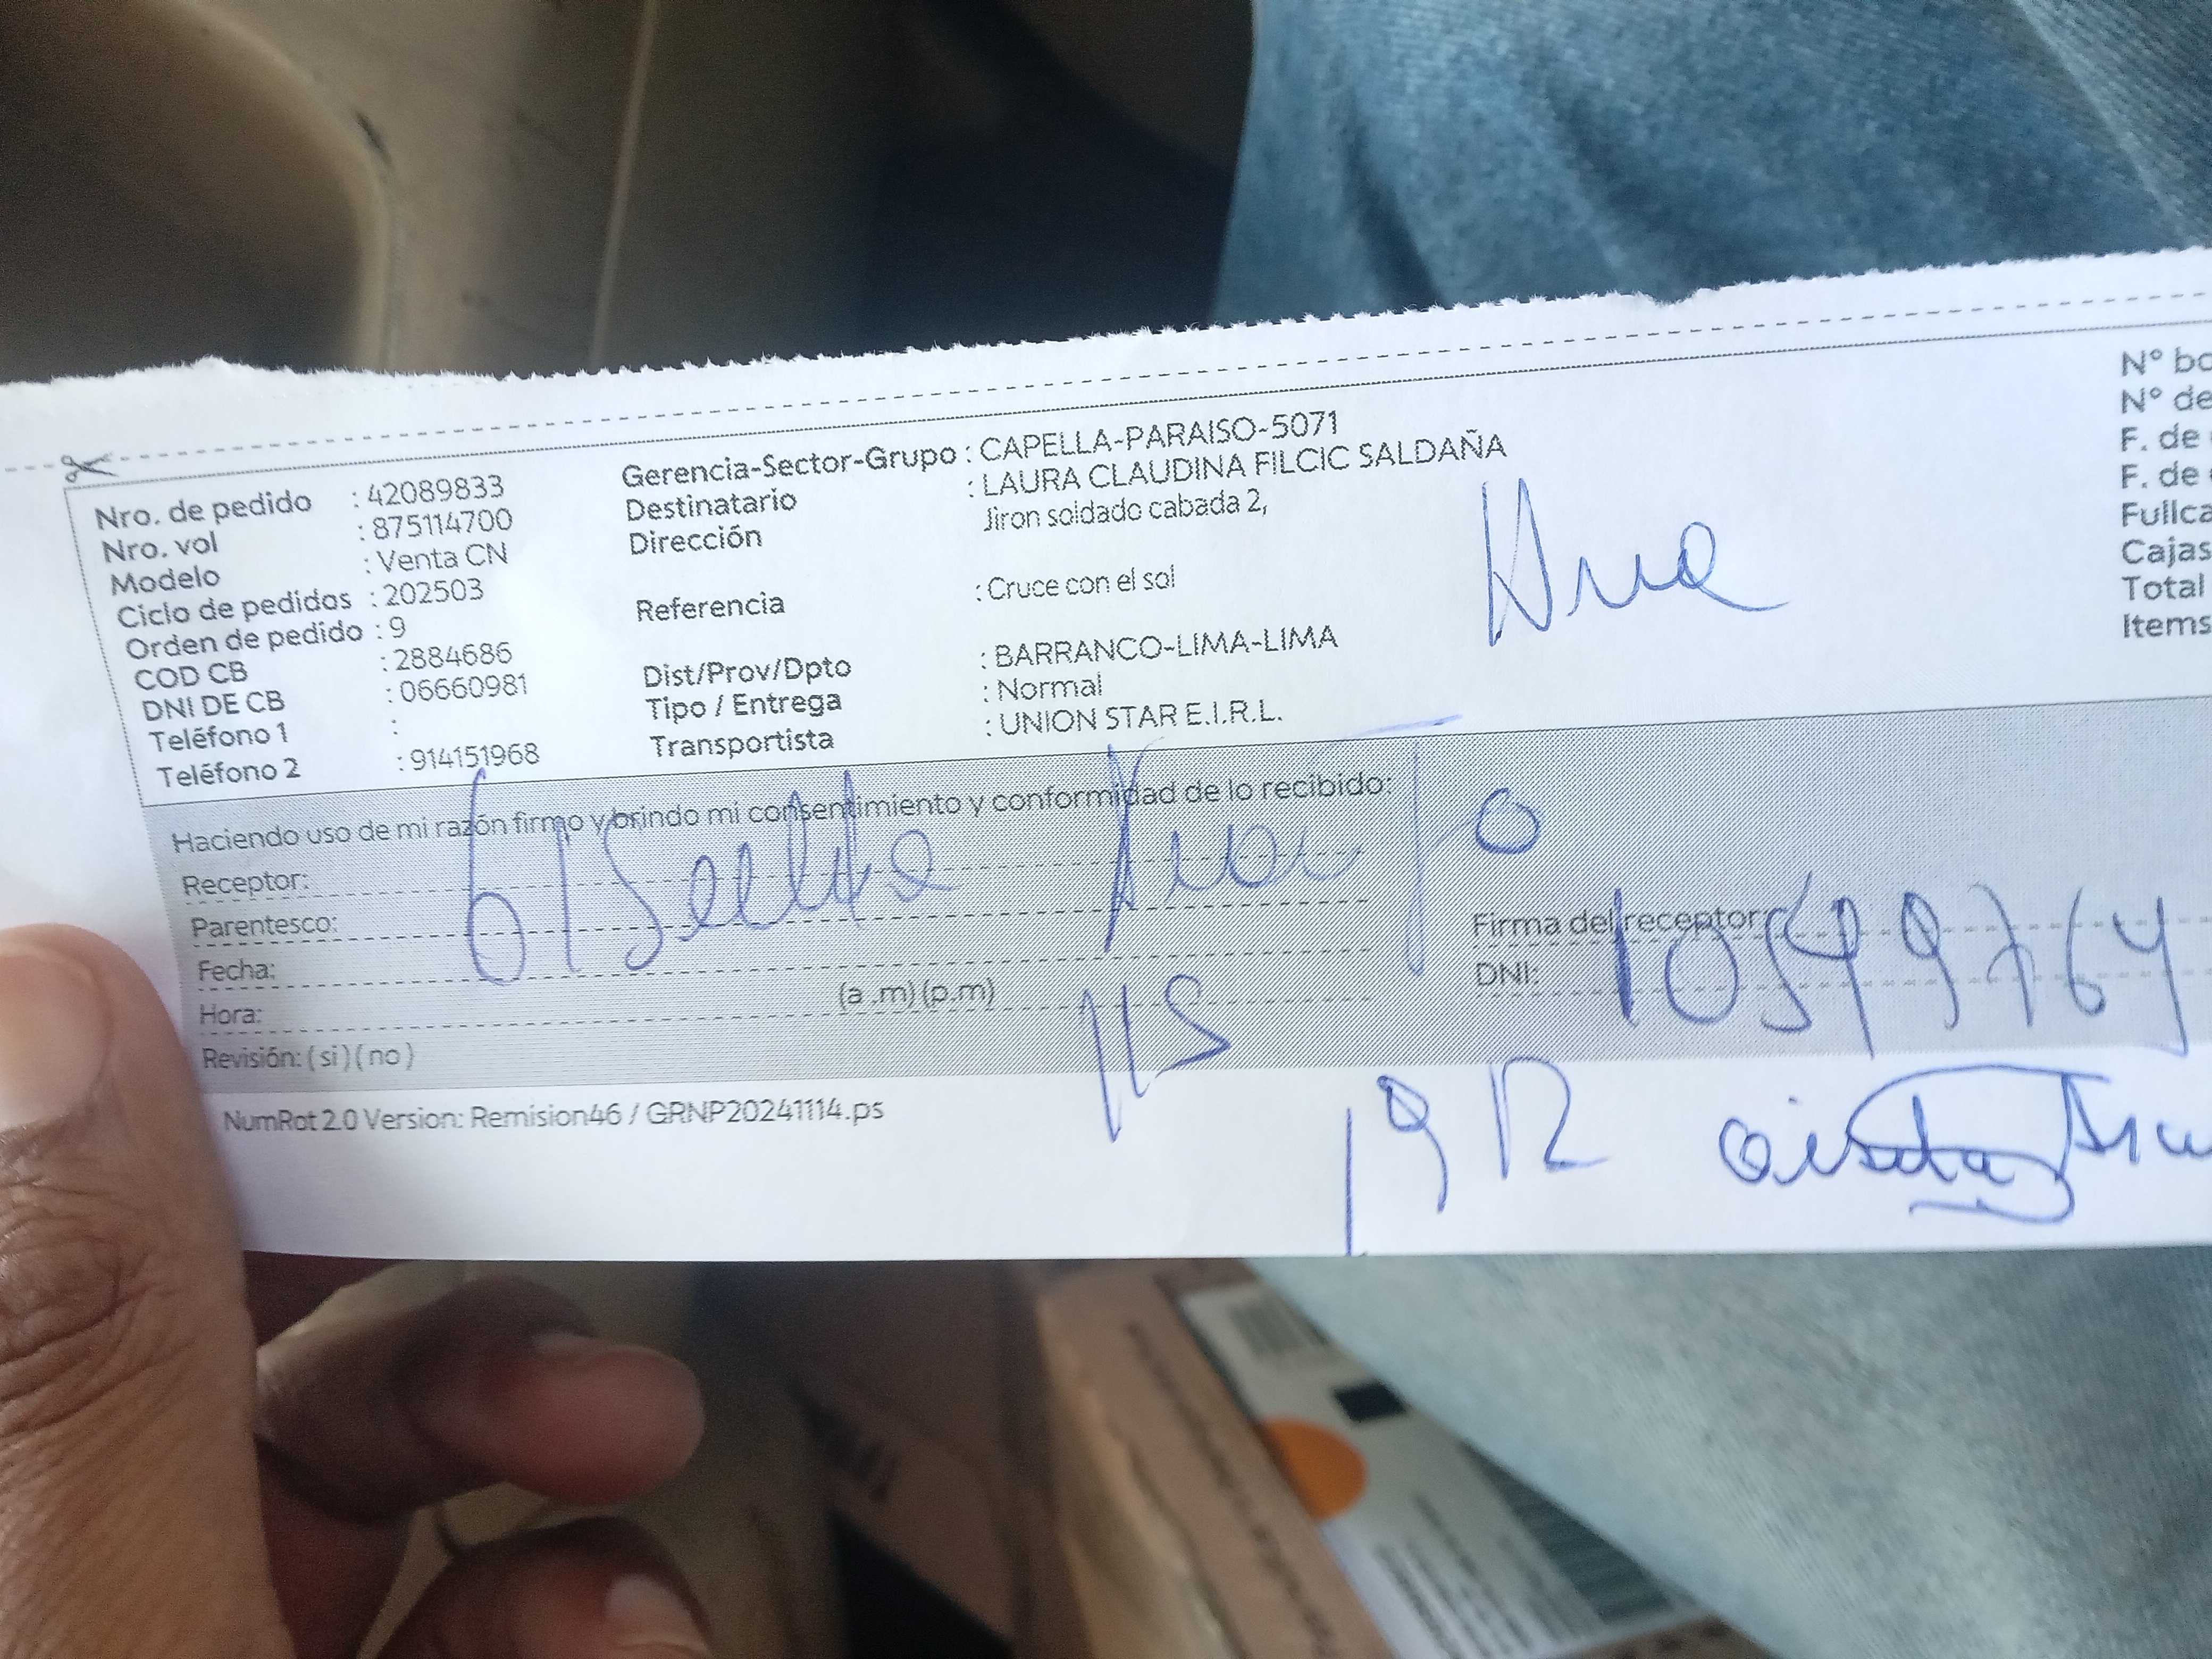 Nro. de pedido : 42089833
Nro. vol : 875114700
Modelo : Venta CN
Ciclo de pedidos : 202503
Orden de pedido : 9
COD CB : 2884686
DNI DE CB : 06660981
Teléfono 1 :
Teléfono 2 : 914151968
Gerencia-Sector-Grupo : CAPELLA-PARAISO-5071
Destinatario : LAURA CLAUDINA FILCIC SALDAÑA
Dirección Jiron soldado cabada 2,
Referencia : Cruce con el sol
Dist/Prov/Dpto : BARRANCO-LIMA-LIMA
Tipo / Entrega : Normal
Transportista : UNION STAR E.I.R.L.
N°
N° de
F. de
F. de
Cajas
Total
Items
Haciendo uso de mi razón firmo y brindo mi consentimiento y conformidad de lo recibido:
Receptor:
Parentesco:
Fecha:
Hora: (a .m) (p.m)
Revisión: ( si ) ( no )
Firma del receptor:
DNI: 10549764
NumRot 2.0 Version: Remision46 / GRNP20241114.ps